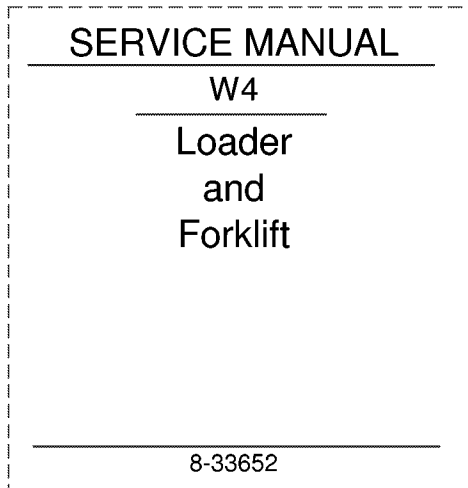 SERVICE MANUAL
W4
Loader
and
Forklift
8-33652